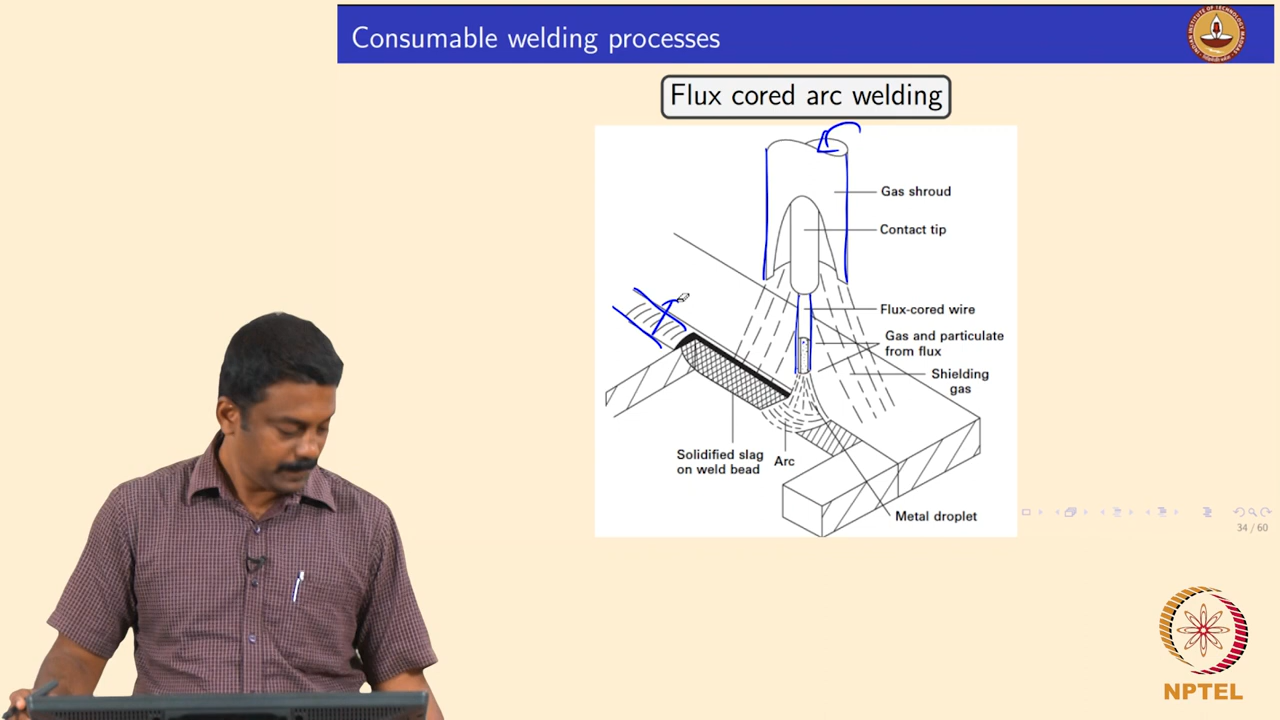 Consumable welding processes
Flux cored arc welding
Gas shroud
Contact tip
Flux-cored wire
Gas and particulate
from flux
Shielding
gas
Solidified slag
on weld bead
Arc
Metal droplet
34 / 60
NPTEL